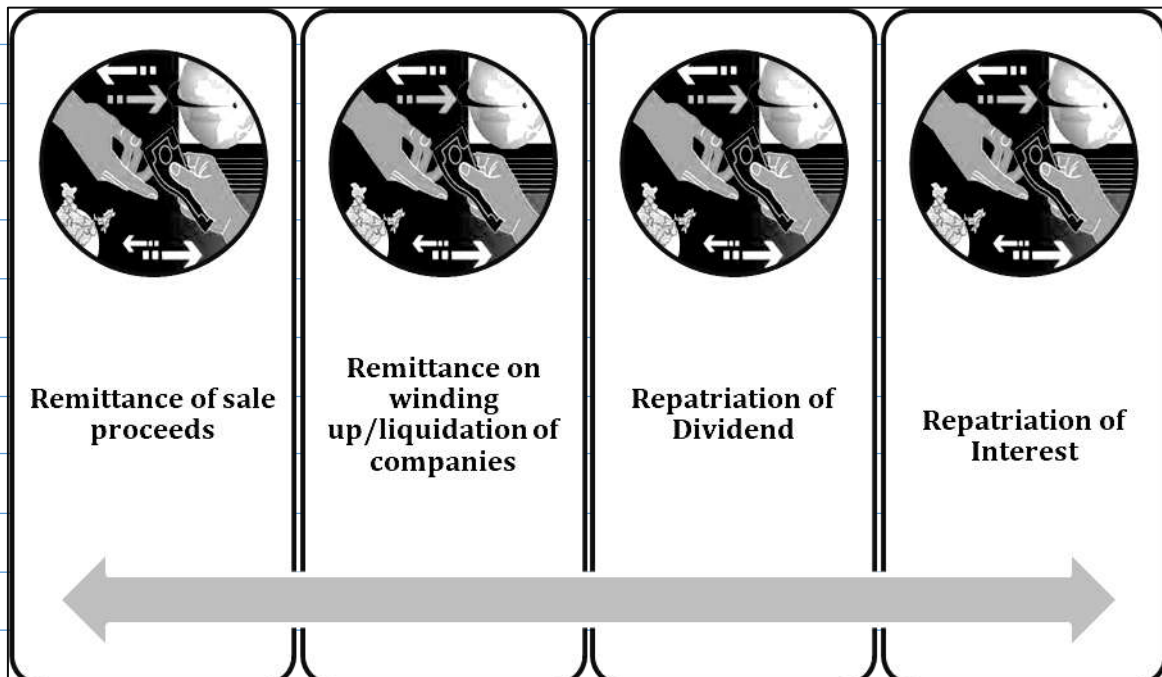 Remittance of sale
proceeds
Remittance on
winding
up/liquidation of
companies
Repatriation of
Dividend
Repatriation of
Interest